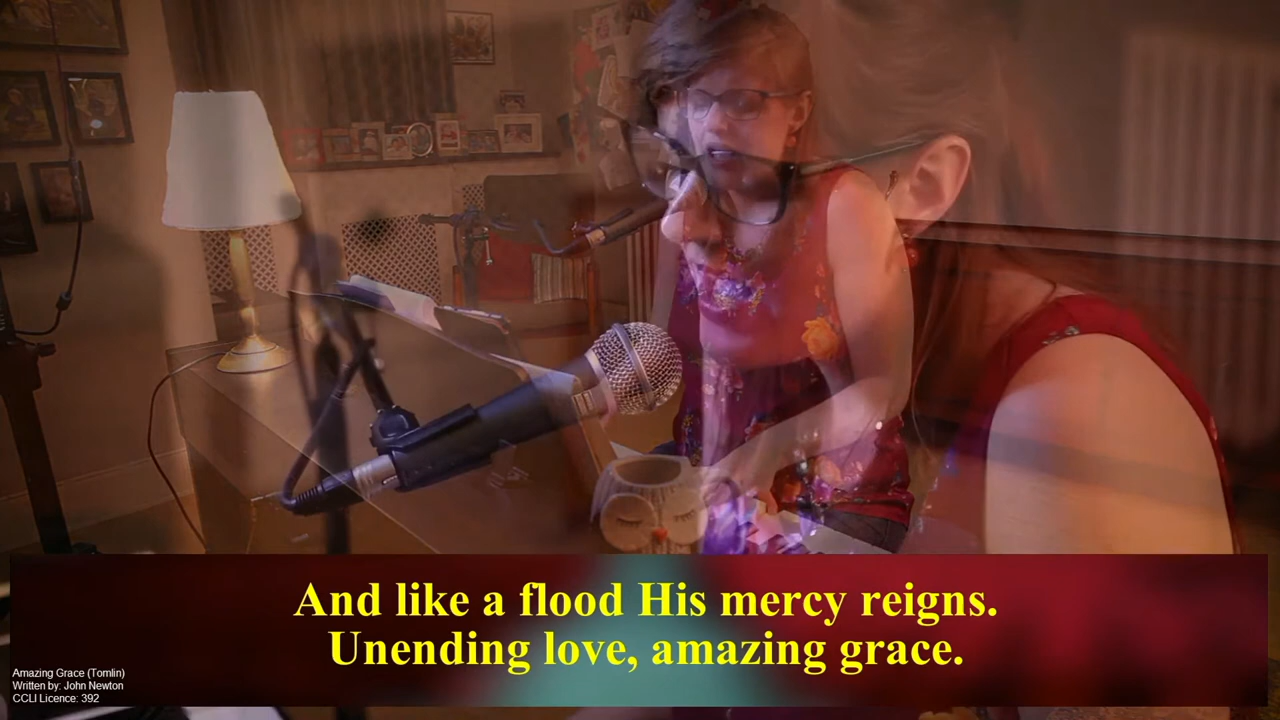 And like a flood His mercy reigns.
Unending love, amazing grace.
Amazing Grace (Tomlin)
Written by: John Newton
CCLI Licence: 392